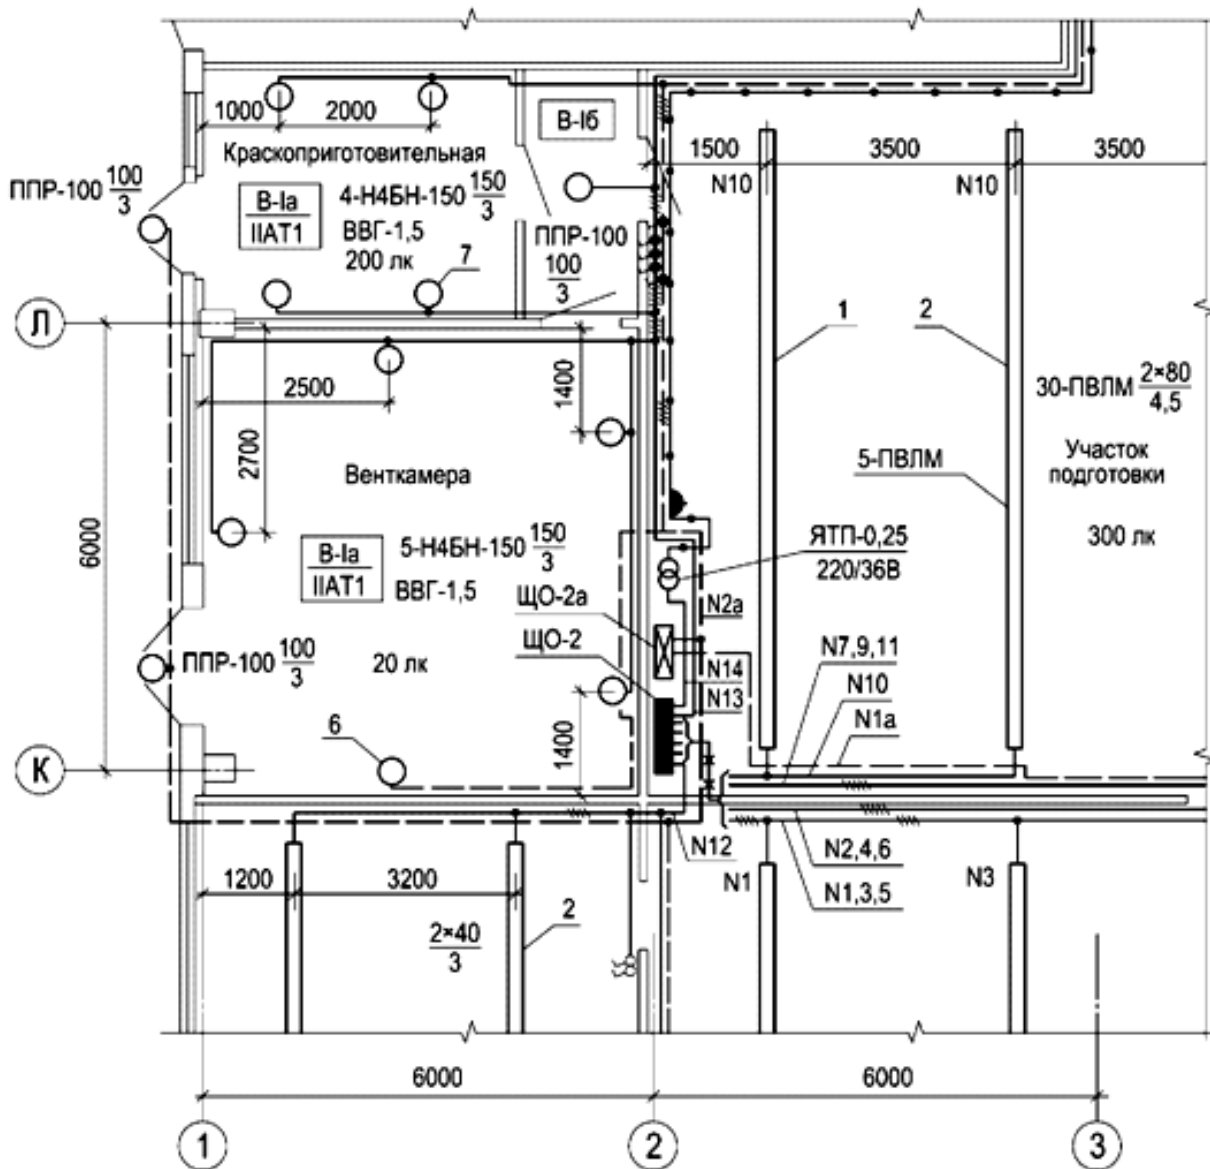 1000
2000
В-Iб
1500
3500
3500
Краскоприготовительная
N10
N10
ППР-100 100/3
В-Iа
IIАТ1
4-Н4БН-150 150/3
ВВГ-1,5
200 лк
ППР-100
100/3
7
Л
1
2
2500
1400
30-ПВЛМ 2×80/4,5
2700
Венткамера
5-ПВЛМ
Участок
подготовки
6000
В-Iа
IIАТ1
5-Н4БН-150 150/3
ВВГ-1,5
ЯТП-0,25
220/36В
300 лк
ЩО-2а
N2а
ЩО-2
ППР-100 100/3
20 лк
N14
N13
N7,9,11
N10
N1а
6
1400
К
N12
N2,4,6
N1
N3
N1,3,5
1200
3200
2×40/3
2
6000
6000
1
2
3